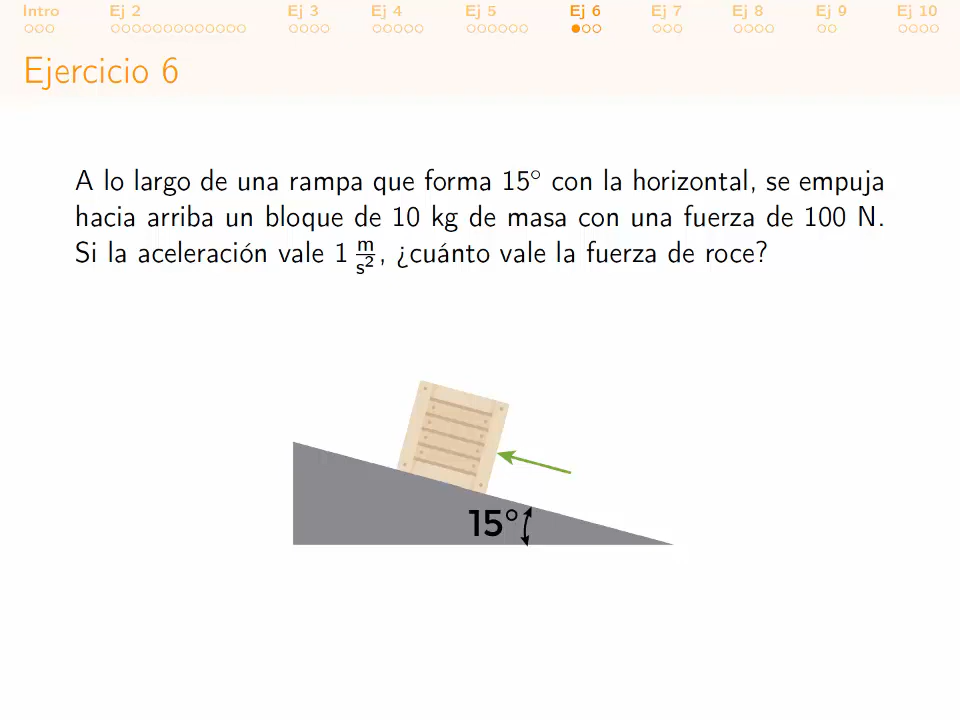 Intro Ej 2 Ej 3 Ej 4 Ej 5 Ej 6 Ej 7 Ej 8 Ej 9 Ej 10
Ejercicio 6
A lo largo de una rampa que forma 15° con la horizontal, se empuja
hacia arriba un bloque de 10 kg de masa con una fuerza de 100 N.
Si la aceleración vale 1 m/s², ¿cuánto vale la fuerza de roce?
15°